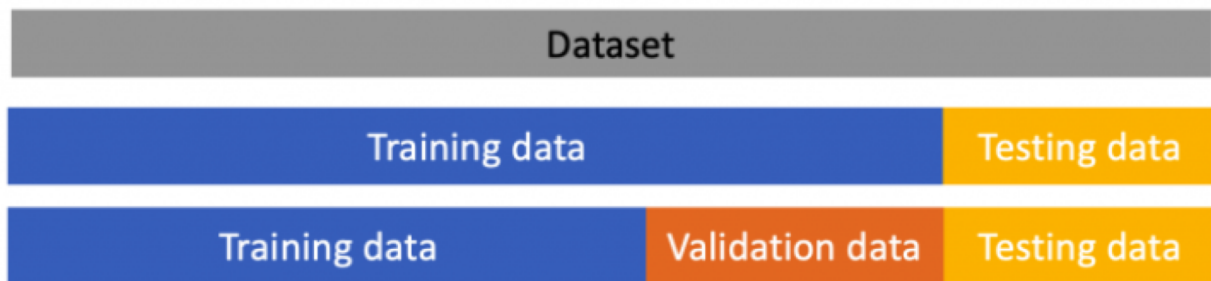 Dataset
Training data Testing data
Training data Validation data Testing data